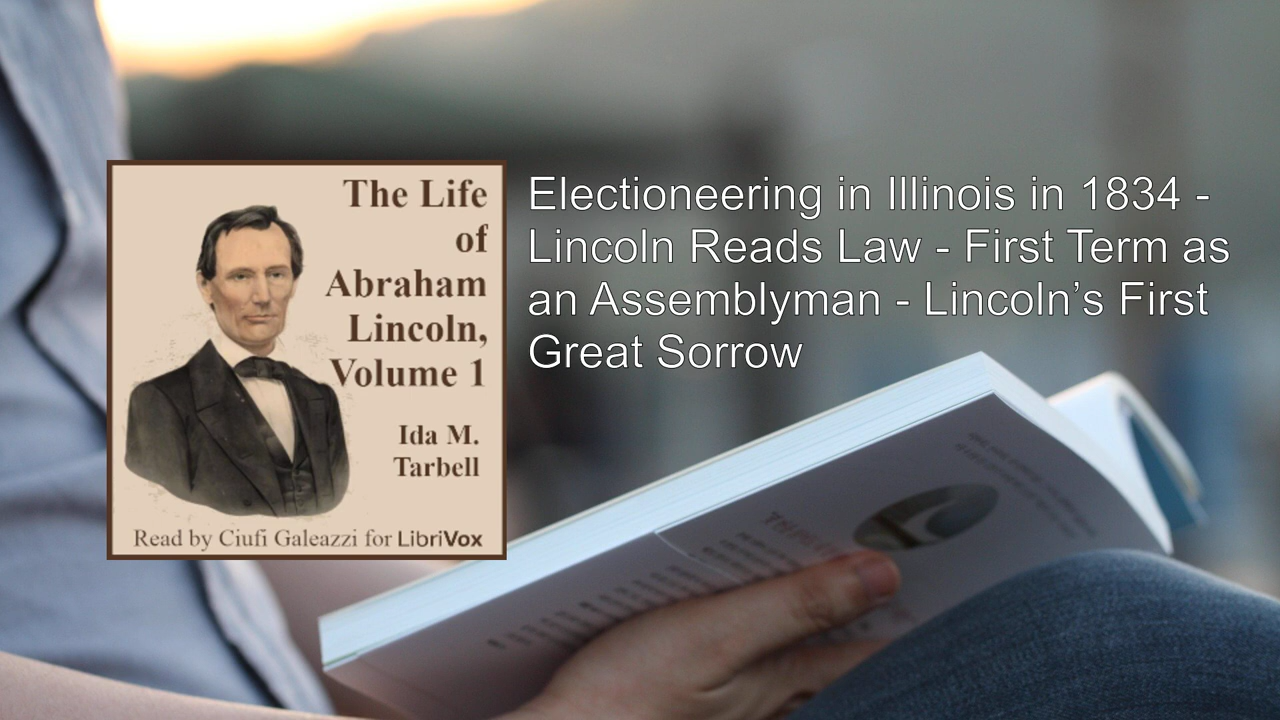 The Life
of
Abraham
Lincoln,
Volume 1
Ida M.
Tarbell
Read by Ciufi Galeazzi for LibriVox
Electioneering in Illinois in 1834 -
Lincoln Reads Law - First Term as
an Assemblyman - Lincoln’s First
Great Sorrow